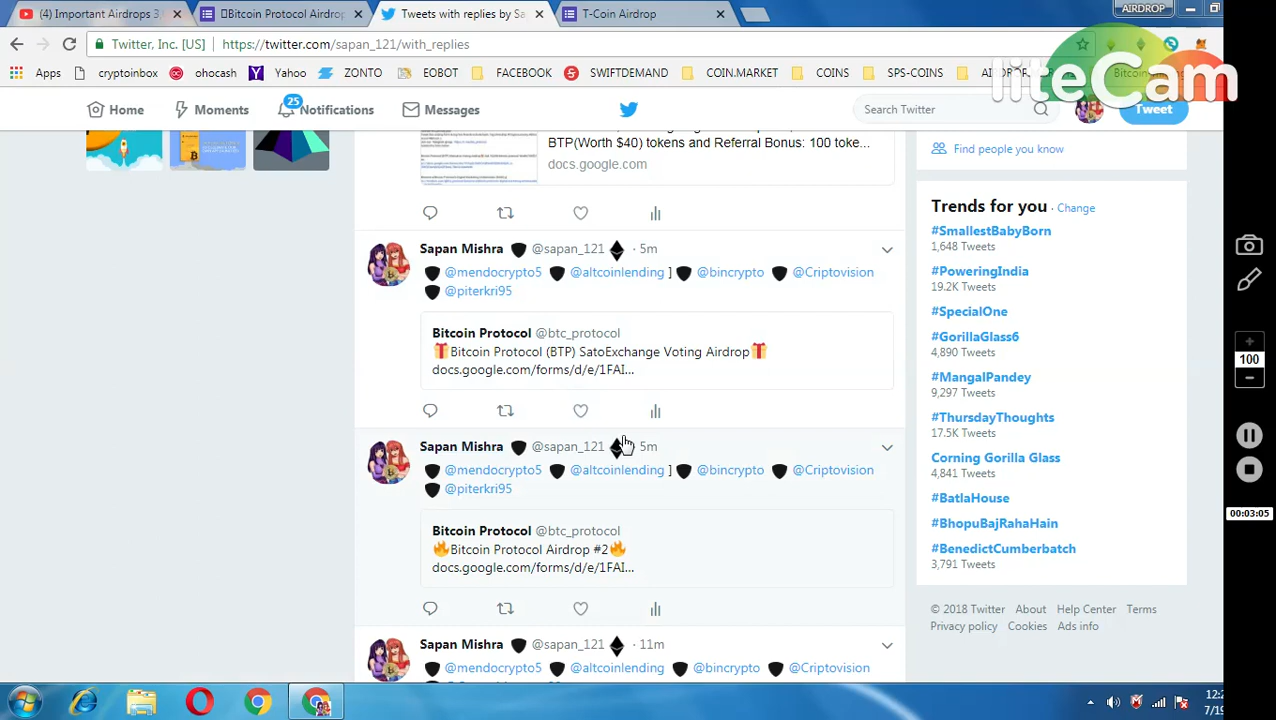 Important Airdrops 3
Bitcoin Protocol Airdrop
Tweets with replies by Sa
T-Coin Airdrop
AIRDROP
Twitter, Inc. [US] https://twitter.com/sapan_121/with_replies
Apps cryptoinbox ohocash Yahoo ZONTO EOBOT FACEBOOK SWIFTDEMAND COIN.MARKET COINS SPS-COINS
liteCam
Home Moments 25 Notifications Messages Search Twitter Tweet
BTP(Worth $40) tokens and Referral Bonus: 100 toke...
docs.google.com
Find people you know
Trends for you · Change
#SmallestBabyBorn
1,648 Tweets
#PoweringIndia
19.2K Tweets
#SpecialOne
#GorillaGlass6
4,890 Tweets
#MangalPandey
9,297 Tweets
#ThursdayThoughts
17.5K Tweets
Corning Gorilla Glass
4,841 Tweets
#BatlaHouse
#BhopuBajRahaHain
#BenedictCumberbatch
3,791 Tweets
© 2018 Twitter About Help Center Terms
Privacy policy Cookies Ads info
Sapan Mishra @sapan_121 · 5m
@mendocrypto5 @altcoinlending ] @bincrypto @Criptovision
@piterkri95
Bitcoin Protocol @btc_protocol
🎁Bitcoin Protocol (BTP) SatoExchange Voting Airdrop🎁
docs.google.com/forms/d/e/1FAI...
Sapan Mishra @sapan_121 5m
@mendocrypto5 @altcoinlending ] @bincrypto @Criptovision
@piterkri95
Bitcoin Protocol @btc_protocol
🔥Bitcoin Protocol Airdrop #2🔥
docs.google.com/forms/d/e/1FAI...
Sapan Mishra @sapan_121 · 11m
@mendocrypto5 @altcoinlending @bincrypto @Criptovision
100
00:03:05